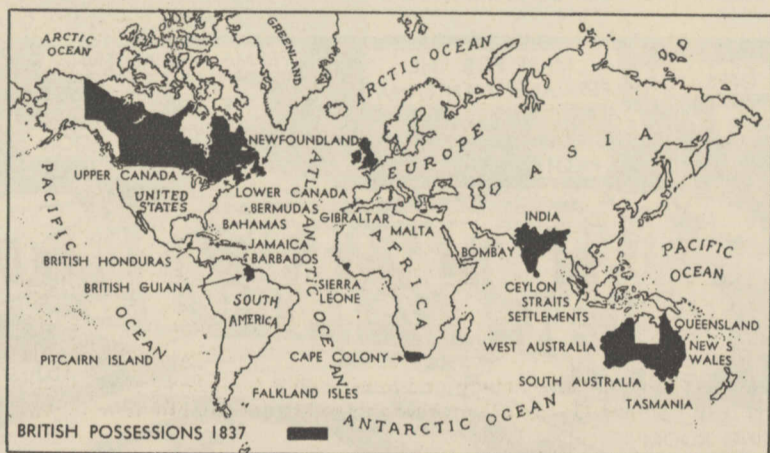 ARCTIC OCEAN
GREENLAND
ARCTIC OCEAN
NEWFOUNDLAND
EUROPE
ASIA
UPPER CANADA
UNITED STATES
LOWER CANADA
BERMUDAS
BAHAMAS
GIBRALTAR
MALTA
INDIA
PACIFIC OCEAN
ATLANTIC OCEAN
AFRICA
JAMAICA
BARBADOS
BOMBAY
PACIFIC OCEAN
BRITISH HONDURAS
BRITISH GUIANA
SIERRA LEONE
CEYLON
STRAITS SETTLEMENTS
SOUTH AMERICA
QUEENSLAND
WEST AUSTRALIA
NEW S WALES
PITCAIRN ISLAND
CAPE COLONY
SOUTH AUSTRALIA
FALKLAND ISLES
TASMANIA
ANTARCTIC OCEAN
BRITISH POSSESSIONS 1837